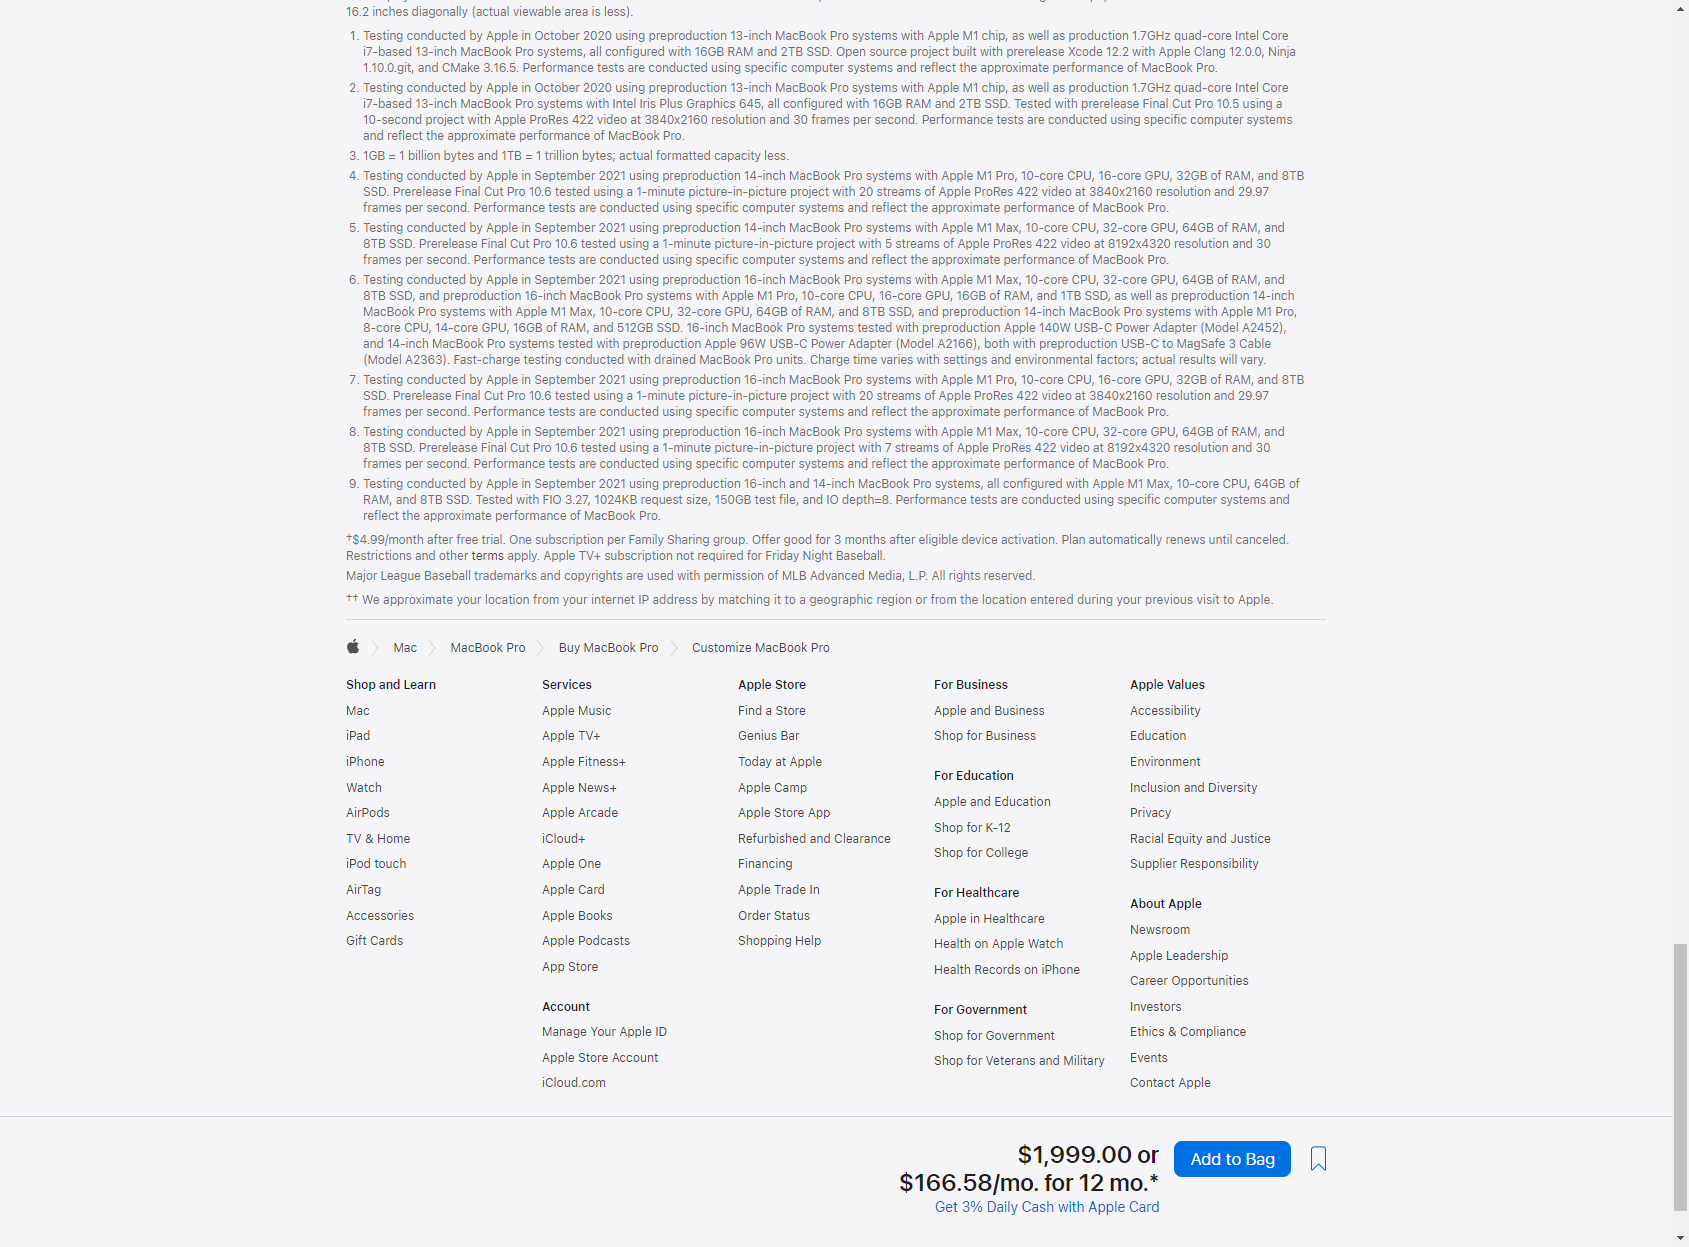 16.2 inches diagonally (actual viewable area is less).
1. Testing conducted by Apple in October 2020 using preproduction 13-inch MacBook Pro systems with Apple M1 chip, as well as production 1.7GHz quad-core Intel Core
i7-based 13-inch MacBook Pro systems, all configured with 16GB RAM and 2TB SSD. Open source project built with prerelease Xcode 12.2 with Apple Clang 12.0.0, Ninja
1.10.0.git, and CMake 3.16.5. Performance tests are conducted using specific computer systems and reflect the approximate performance of MacBook Pro.
2. Testing conducted by Apple in October 2020 using preproduction 13-inch MacBook Pro systems with Apple M1 chip, as well as production 1.7GHz quad-core Intel Core
i7-based 13-inch MacBook Pro systems with Intel Iris Plus Graphics 645, all configured with 16GB RAM and 2TB SSD. Tested with prerelease Final Cut Pro 10.5 using a
10-second project with Apple ProRes 422 video at 3840x2160 resolution and 30 frames per second. Performance tests are conducted using specific computer systems
and reflect the approximate performance of MacBook Pro.
3. 1GB = 1 billion bytes and 1TB = 1 trillion bytes; actual formatted capacity less.
4. Testing conducted by Apple in September 2021 using preproduction 14-inch MacBook Pro systems with Apple M1 Pro, 10-core CPU, 16-core GPU, 32GB of RAM, and 8TB
SSD. Prerelease Final Cut Pro 10.6 tested using a 1-minute picture-in-picture project with 20 streams of Apple ProRes 422 video at 3840x2160 resolution and 29.97
frames per second. Performance tests are conducted using specific computer systems and reflect the approximate performance of MacBook Pro.
5. Testing conducted by Apple in September 2021 using preproduction 14-inch MacBook Pro systems with Apple M1 Max, 10-core CPU, 32-core GPU, 64GB of RAM, and
8TB SSD. Prerelease Final Cut Pro 10.6 tested using a 1-minute picture-in-picture project with 5 streams of Apple ProRes 422 video at 8192x4320 resolution and 30
frames per second. Performance tests are conducted using specific computer systems and reflect the approximate performance of MacBook Pro.
6. Testing conducted by Apple in September 2021 using preproduction 16-inch MacBook Pro systems with Apple M1 Max, 10-core CPU, 32-core GPU, 64GB of RAM, and
8TB SSD, and preproduction 16-inch MacBook Pro systems with Apple M1 Pro, 10-core CPU, 16-core GPU, 16GB of RAM, and 1TB SSD, as well as preproduction 14-inch
MacBook Pro systems with Apple M1 Max, 10-core CPU, 32-core GPU, 64GB of RAM, and 8TB SSD, and preproduction 14-inch MacBook Pro systems with Apple M1 Pro,
8-core CPU, 14-core GPU, 16GB of RAM, and 512GB SSD. 16-inch MacBook Pro systems tested with preproduction Apple 140W USB-C Power Adapter (Model A2452),
and 14-inch MacBook Pro systems tested with preproduction Apple 96W USB-C Power Adapter (Model A2166), both with preproduction USB-C to MagSafe 3 Cable
(Model A2363). Fast-charge testing conducted with drained MacBook Pro units. Charge time varies with settings and environmental factors; actual results will vary.
7. Testing conducted by Apple in September 2021 using preproduction 16-inch MacBook Pro systems with Apple M1 Pro, 10-core CPU, 16-core GPU, 32GB of RAM, and 8TB
SSD. Prerelease Final Cut Pro 10.6 tested using a 1-minute picture-in-picture project with 20 streams of Apple ProRes 422 video at 3840x2160 resolution and 29.97
frames per second. Performance tests are conducted using specific computer systems and reflect the approximate performance of MacBook Pro.
8. Testing conducted by Apple in September 2021 using preproduction 16-inch MacBook Pro systems with Apple M1 Max, 10-core CPU, 32-core GPU, 64GB of RAM, and
8TB SSD. Prerelease Final Cut Pro 10.6 tested using a 1-minute picture-in-picture project with 7 streams of Apple ProRes 422 video at 8192x4320 resolution and 30
frames per second. Performance tests are conducted using specific computer systems and reflect the approximate performance of MacBook Pro.
9. Testing conducted by Apple in September 2021 using preproduction 16-inch and 14-inch MacBook Pro systems, all configured with Apple M1 Max, 10-core CPU, 64GB of
RAM, and 8TB SSD. Tested with FIO 3.27, 1024KB request size, 150GB test file, and IO depth=8. Performance tests are conducted using specific computer systems and
reflect the approximate performance of MacBook Pro.
†$4.99/month after free trial. One subscription per Family Sharing group. Offer good for 3 months after eligible device activation. Plan automatically renews until canceled.
Restrictions and other terms apply. Apple TV+ subscription not required for Friday Night Baseball.
Major League Baseball trademarks and copyrights are used with permission of MLB Advanced Media, L.P. All rights reserved.
†† We approximate your location from your internet IP address by matching it to a geographic region or from the location entered during your previous visit to Apple.
Mac MacBook Pro Buy MacBook Pro Customize MacBook Pro
Shop and Learn
Mac
iPad
iPhone
Watch
AirPods
TV & Home
iPod touch
AirTag
Accessories
Gift Cards
Services
Apple Music
Apple TV+
Apple Fitness+
Apple News+
Apple Arcade
iCloud+
Apple One
Apple Card
Apple Books
Apple Podcasts
App Store
Account
Manage Your Apple ID
Apple Store Account
iCloud.com
Apple Store
Find a Store
Genius Bar
Today at Apple
Apple Camp
Apple Store App
Refurbished and Clearance
Financing
Apple Trade In
Order Status
Shopping Help
For Business
Apple and Business
Shop for Business
For Education
Apple and Education
Shop for K-12
Shop for College
For Healthcare
Apple in Healthcare
Health on Apple Watch
Health Records on iPhone
For Government
Shop for Government
Shop for Veterans and Military
Apple Values
Accessibility
Education
Environment
Inclusion and Diversity
Privacy
Racial Equity and Justice
Supplier Responsibility
About Apple
Newsroom
Apple Leadership
Career Opportunities
Investors
Ethics & Compliance
Events
Contact Apple
$1,999.00 or
$166.58/mo. for 12 mo.*
Get 3% Daily Cash with Apple Card
Add to Bag